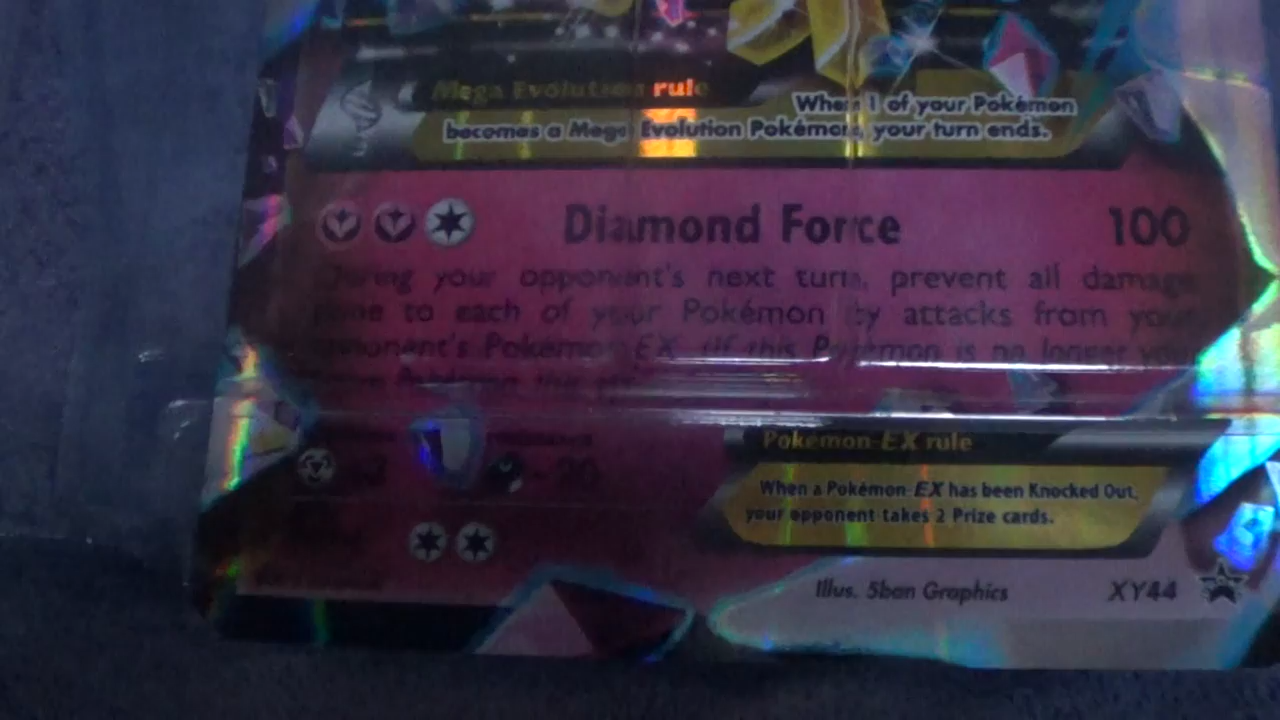 Mega Evolution rule
When 1 of your Pokémon
becomes a Mega Evolution Pokémon, your turn ends.
Diamond Force 100
During your opponent's next turn, prevent all damage
done to each of your Pokémon by attacks from your
opponent's Pokémon-EX. (If this Pokémon is no longer your
-20
Pokémon-EX rule
When a Pokémon-EX has been Knocked Out,
your opponent takes 2 Prize cards.
Illus. 5ban Graphics XY44